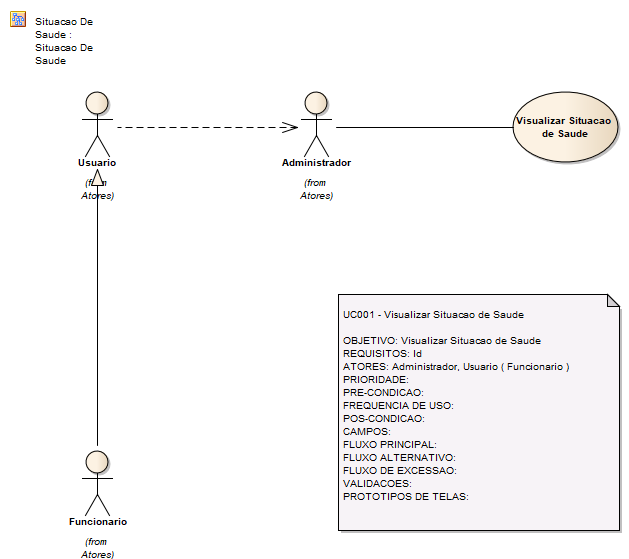 Situacao De
Saude :
Situacao De
Saude
Usuario
(from
Atores)
Administrador
(from
Atores)
Visualizar Situacao
de Saude
UC001 - Visualizar Situacao de Saude
OBJETIVO: Visualizar Situacao de Saude
REQUISITOS: Id
ATORES: Administrador, Usuario ( Funcionario )
PRIORIDADE:
PRE-CONDICAO:
FREQUENCIA DE USO:
POS-CONDICAO:
CAMPOS:
FLUXO PRINCIPAL:
FLUXO ALTERNATIVO:
FLUXO DE EXCESSAO:
VALIDACOES:
PROTOTIPOS DE TELAS:
Funcionario
(from
Atores)